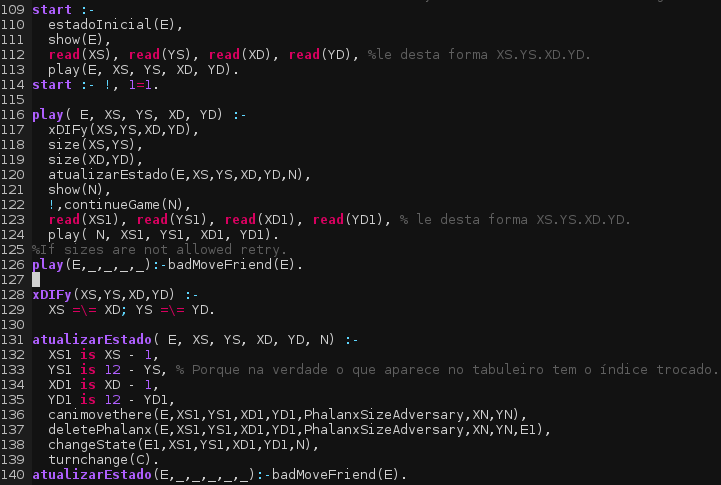 109 start :-
110   estadoInicial(E),
111   show(E),
112   read(XS), read(YS), read(XD), read(YD), %le desta forma XS.YS.XD.YD.
113   play(E, XS, YS, XD, YD).
114 start :- !, 1=1.
115
116 play( E, XS, YS, XD, YD) :-
117   xDIFy(XS,YS,XD,YD),
118   size(XS,YS),
119   size(XD,YD),
120   atualizarEstado(E,XS,YS,XD,YD,N),
121   show(N),
122   !,continueGame(N),
123   read(XS1), read(YS1), read(XD1), read(YD1), % le desta forma XS.YS.XD.YD.
124   play( N, XS1, YS1, XD1, YD1).
125 %If sizes are not allowed retry.
126 play(E,_,_,_,_):-badMoveFriend(E).
127
128 xDIFy(XS,YS,XD,YD) :-
129   XS =\= XD; YS =\= YD.
130
131 atualizarEstado( E, XS, YS, XD, YD, N) :-
132   XS1 is XS - 1,
133   YS1 is 12 - YS, % Porque na verdade o que aparece no tabuleiro tem o índice trocado.
134   XD1 is XD - 1,
135   YD1 is 12 - YD1,
136   canimovethere(E,XS1,YS1,XD1,YD1,PhalanxSizeAdversary,XN,YN),
137   deletePhalanx(E,XS1,YS1,XD1,YD1,PhalanxSizeAdversary,XN,YN,E1),
138   changeState(E1,XS1,YS1,XD1,YD1,N),
139   turnchange(C).
140 atualizarEstado(E,_,_,_,_,_):-badMoveFriend(E).